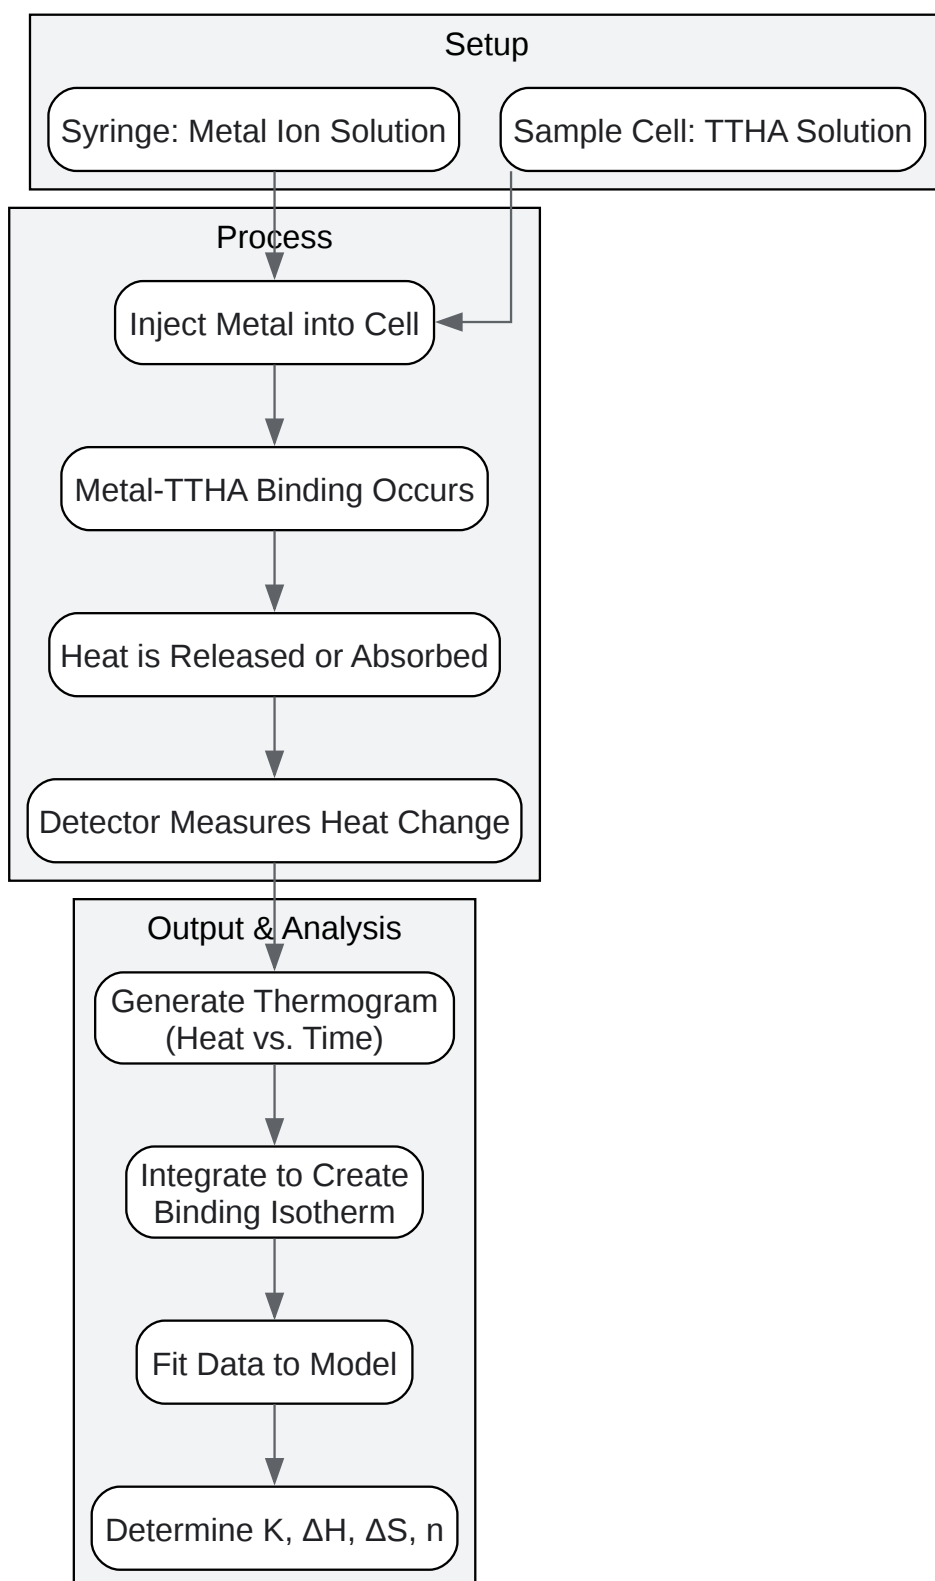 Setup
Syringe: Metal Ion Solution
Sample Cell: TTHA Solution
Process
Inject Metal into Cell
Metal-TTHA Binding Occurs
Heat is Released or Absorbed
Detector Measures Heat Change
Output & Analysis
Generate Thermogram
(Heat vs. Time)
Integrate to Create
Binding Isotherm
Fit Data to Model
Determine K, ΔH, ΔS, n